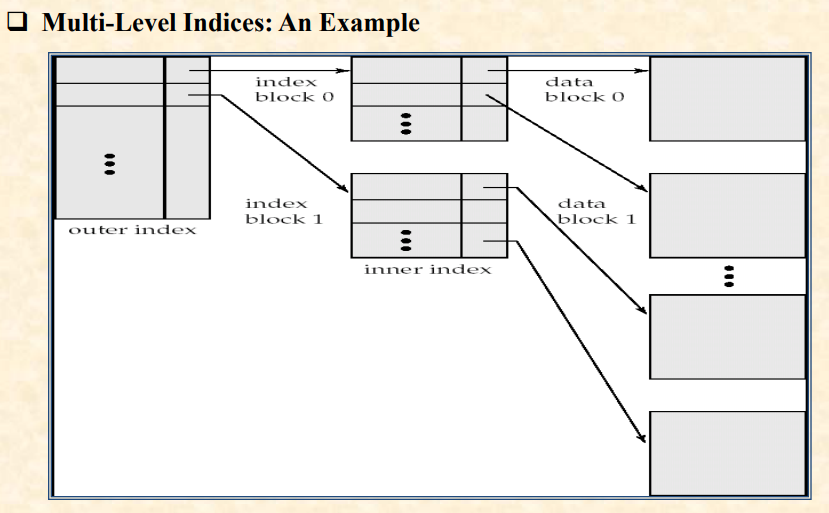 Multi-Level Indices: An Example
index
block 0
data
block 0
index
block 1
data
block 1
outer index
inner index